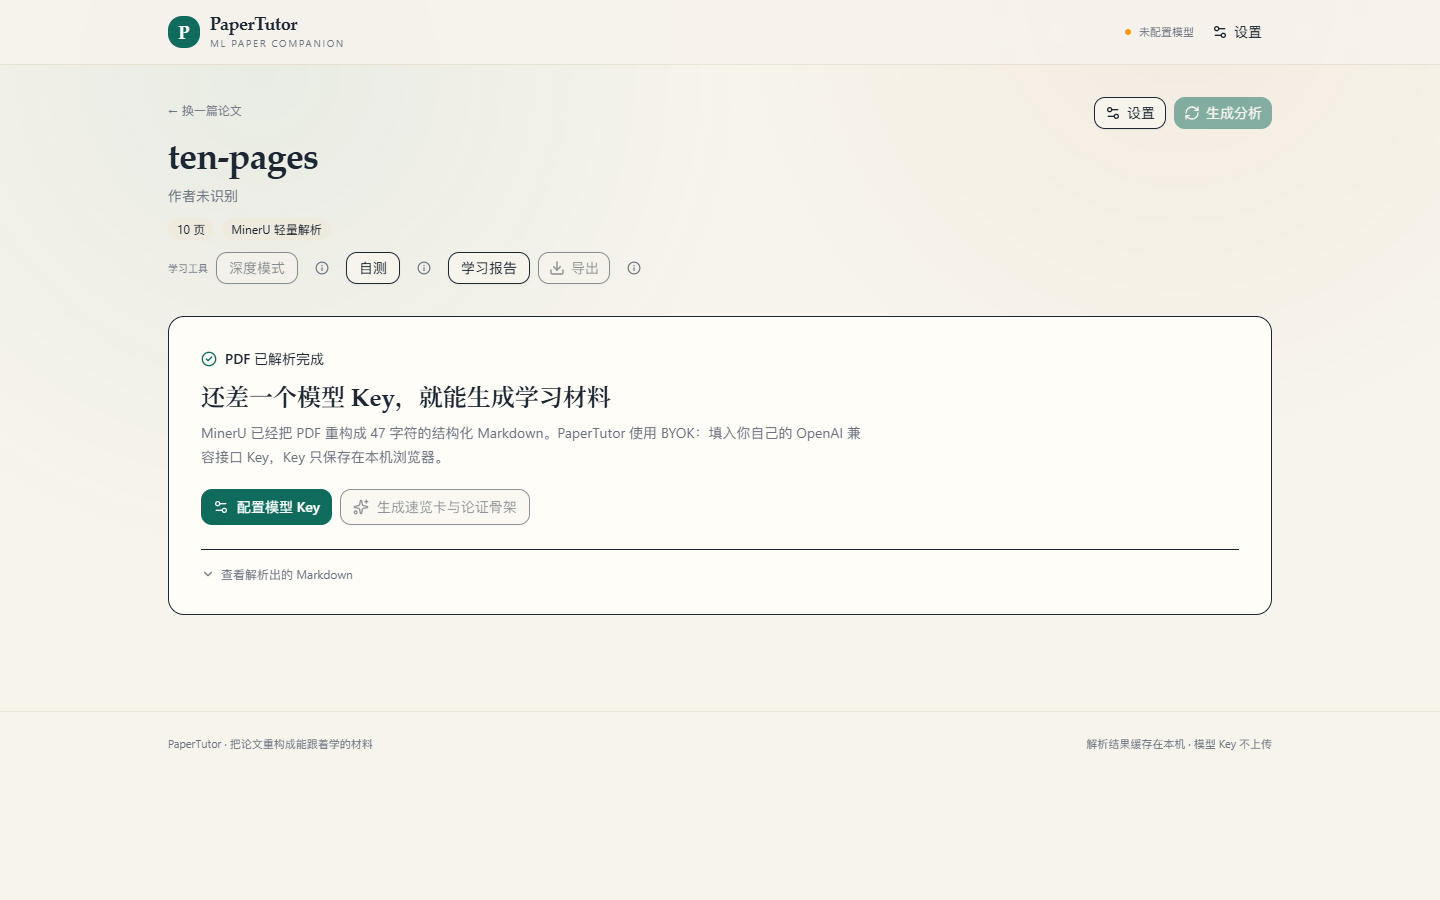 P
PaperTutor
ML PAPER COMPANION
未配置模型
设置
← 换一篇论文
设置
生成分析
ten-pages
作者未识别
10 页
MinerU 轻量解析
学习工具
深度模式
自测
学习报告
导出
PDF 已解析完成
还差一个模型 Key，就能生成学习材料
MinerU 已经把 PDF 重构成 47 字符的结构化 Markdown。PaperTutor 使用 BYOK：填入你自己的 OpenAI 兼
容接口 Key，Key 只保存在本机浏览器。
配置模型 Key
生成速览卡与论证骨架
查看解析出的 Markdown
PaperTutor · 把论文重构成能跟着学的材料
解析结果缓存在本机 · 模型 Key 不上传